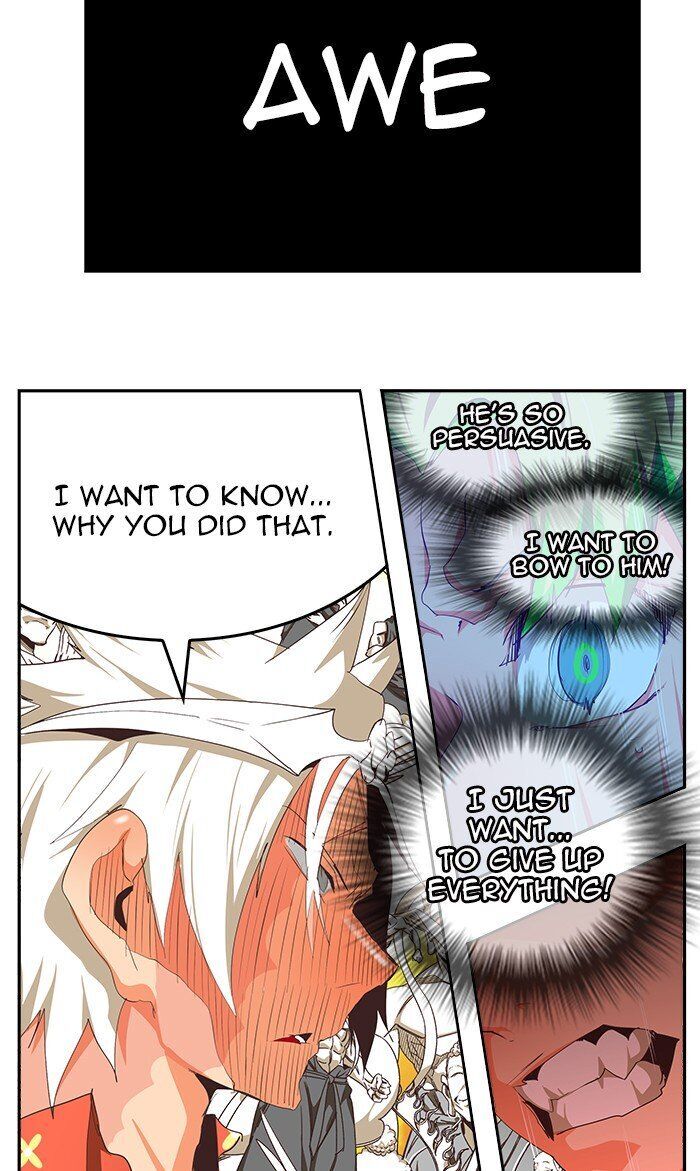 AWE
I WANT TO KNOW...
WHY YOU DID THAT.
HE'S SO
PERSUASIVE.
I WANT TO
BOW TO HIM!
I JUST
WANT...
TO GIVE UP
EVERYTHING!